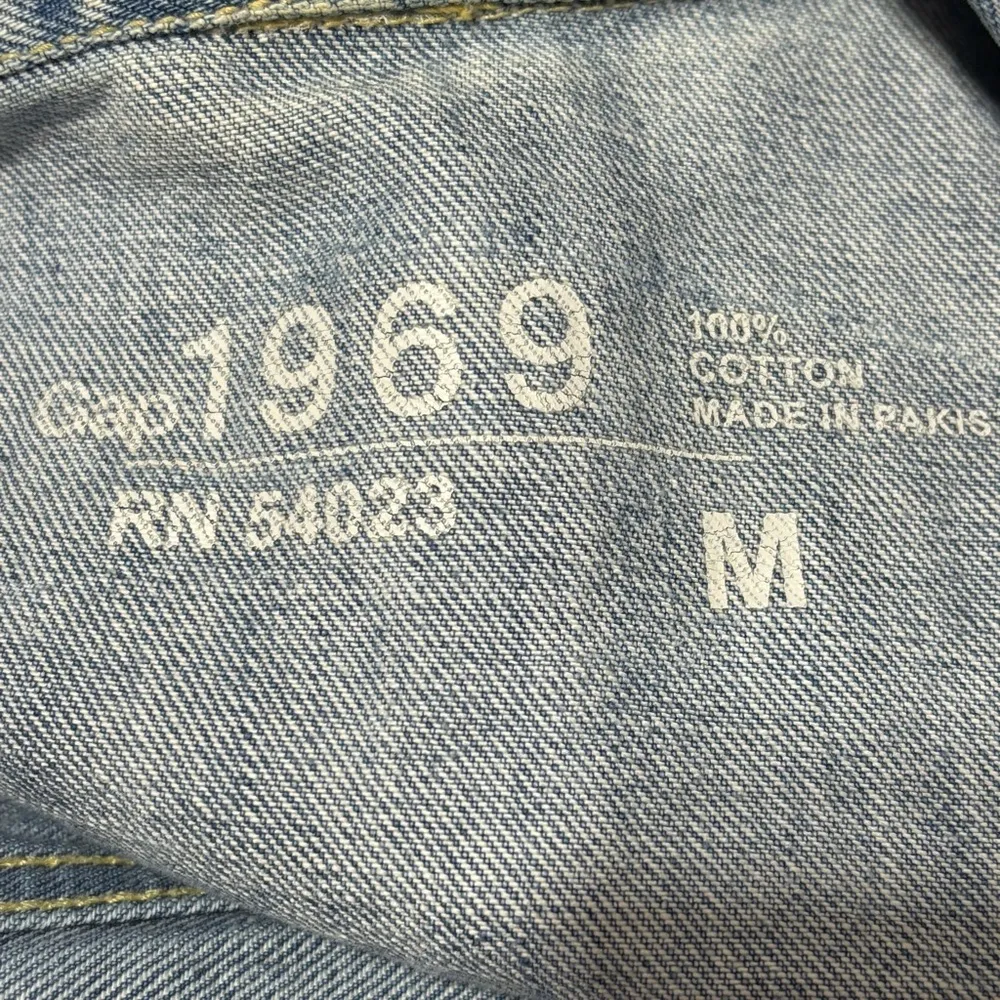 Gap 1969
RN 54023
100%
COTTON
MADE IN PAKIS
M